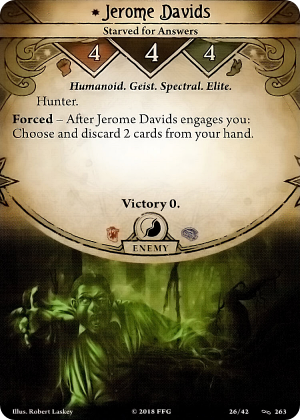 Jerome Davids
Starved for Answers
4 4 4
Humanoid. Geist. Spectral. Elite.
Hunter.
Forced – After Jerome Davids engages you:
Choose and discard 2 cards from your hand.
Victory 0.
ENEMY
Illus. Robert Laskey © 2018 FFG 26/42 263